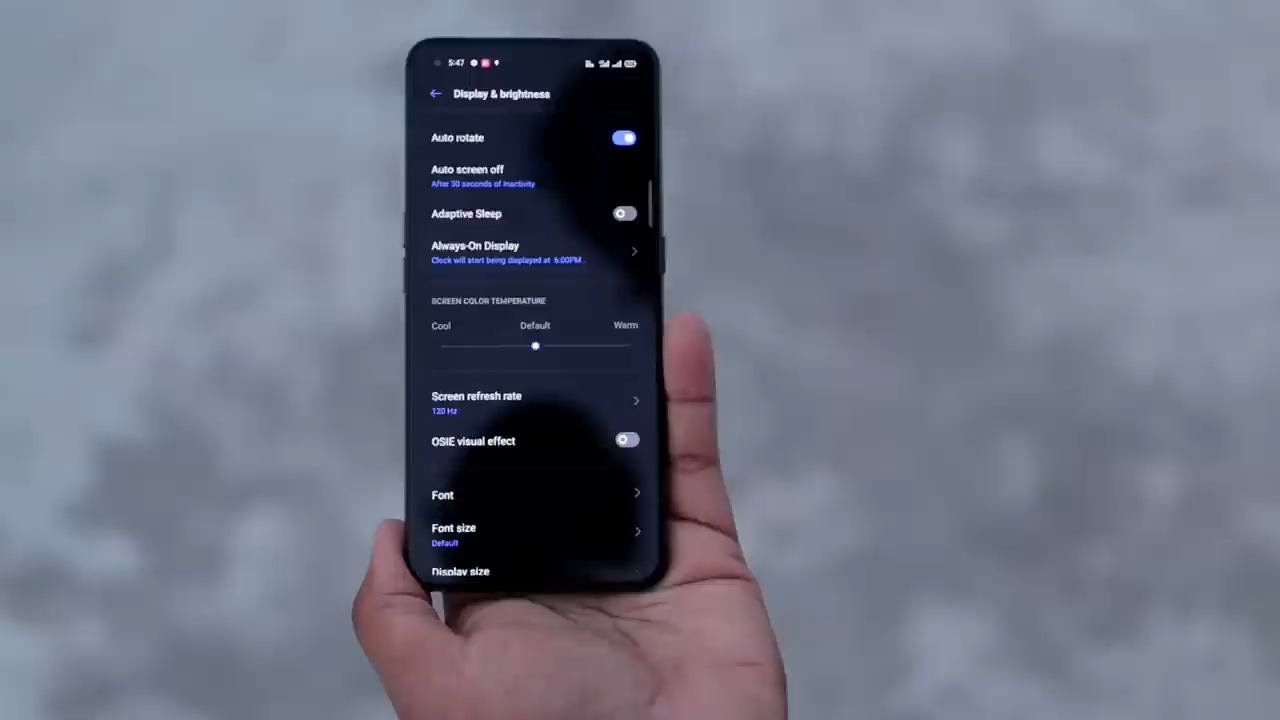 5:47
Display & brightness
Auto rotate
Auto screen off
After 30 seconds of inactivity
Adaptive Sleep
Always-On Display
Clock will start being displayed at 6:00PM.
SCREEN COLOR TEMPERATURE
Cool Default Warm
Screen refresh rate
120 Hz
OSIE visual effect
Font
Font size
Default
Display size